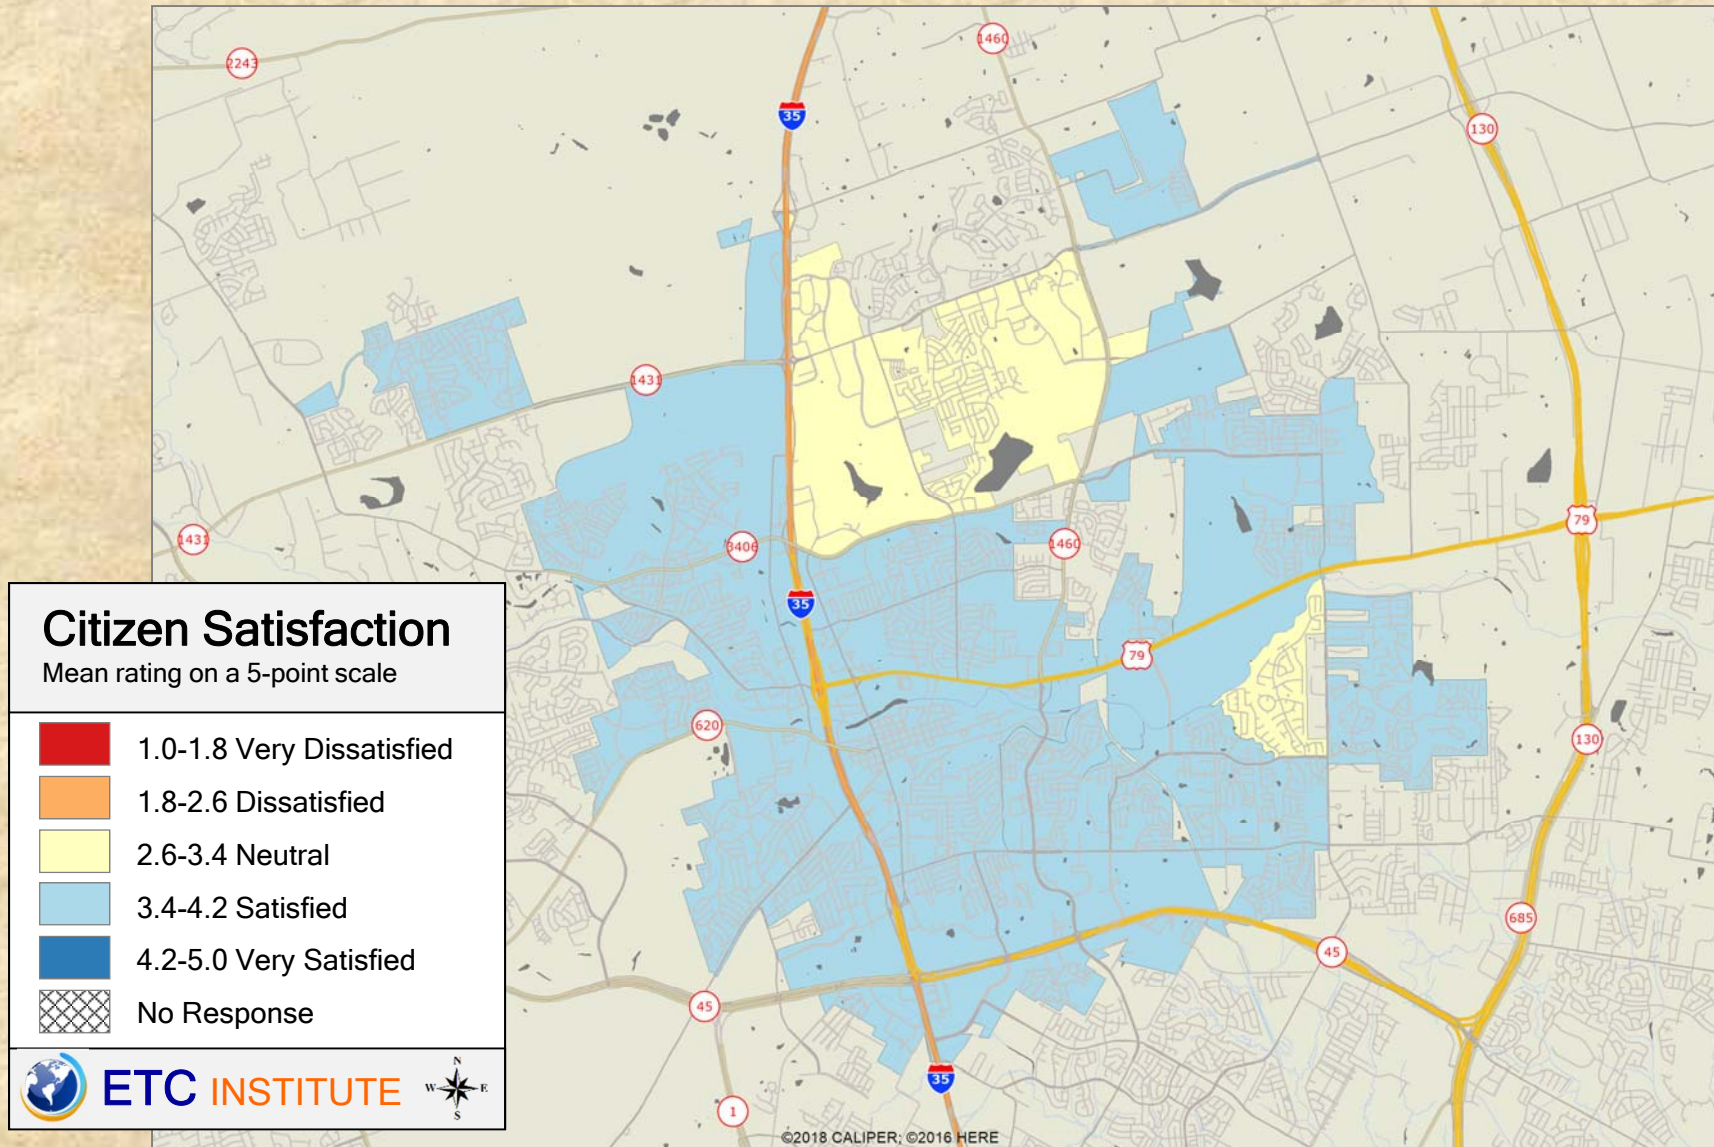 2243
1460
35
130
1431
1431
3406
1460
79
35
79
620
130
685
45
45
1
35
Citizen Satisfaction
Mean rating on a 5-point scale
1.0-1.8 Very Dissatisfied
1.8-2.6 Dissatisfied
2.6-3.4 Neutral
3.4-4.2 Satisfied
4.2-5.0 Very Satisfied
No Response
ETC INSTITUTE
N
W E
S
©2018 CALIPER; ©2016 HERE